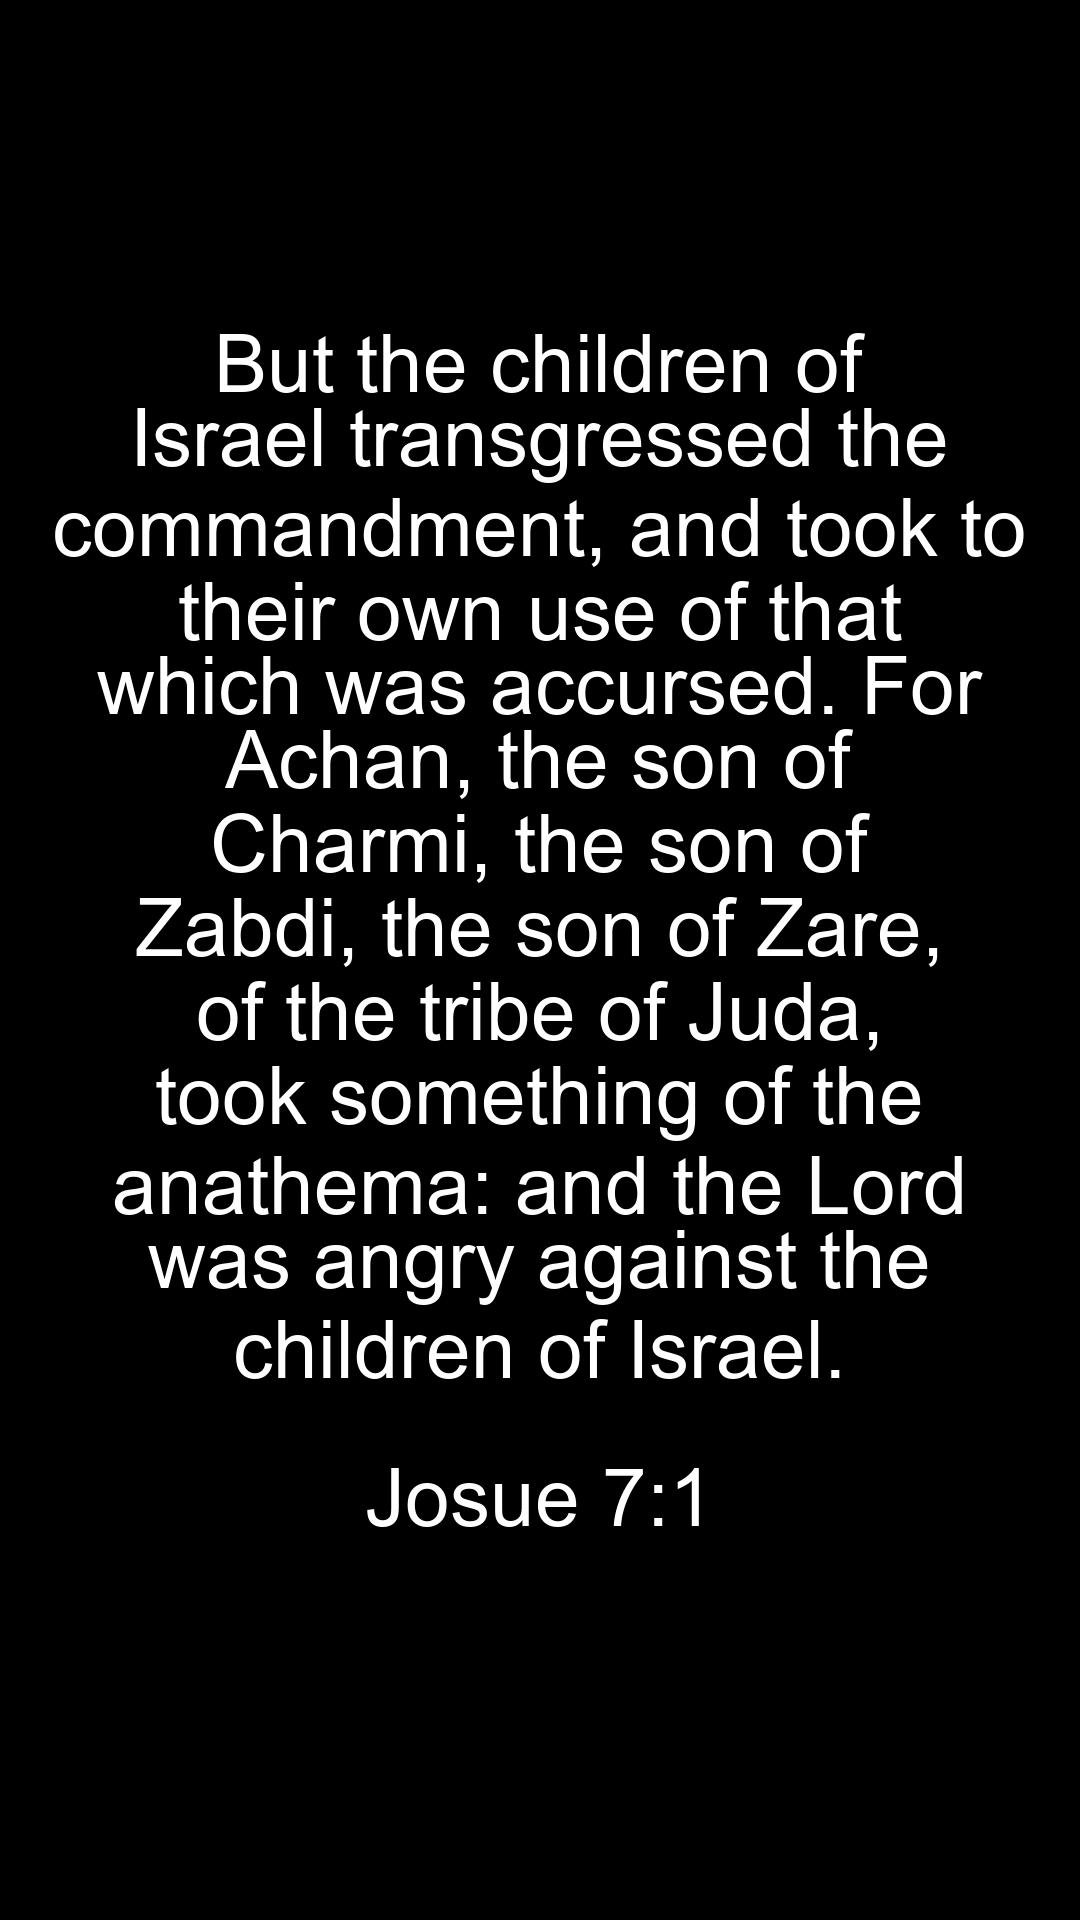 But the children of
Israel transgressed the
commandment, and took to
their own use of that
which was accursed. For
Achan, the son of
Charmi, the son of
Zabdi, the son of Zare,
of the tribe of Juda,
took something of the
anathema: and the Lord
was angry against the
children of Israel.
Josue 7:1